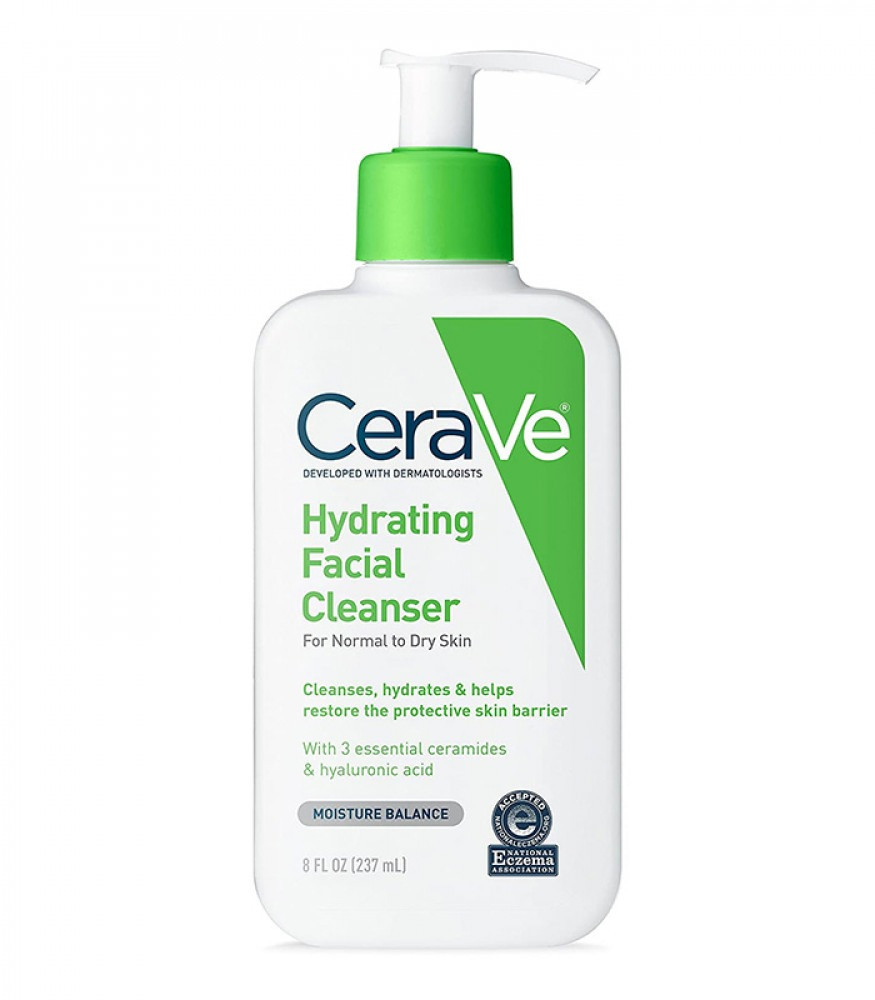 CeraVe®
DEVELOPED WITH DERMATOLOGISTS
Hydrating
Facial
Cleanser
For Normal to Dry Skin
Cleanses, hydrates & helps
restore the protective skin barrier
With 3 essential ceramides
& hyaluronic acid
MOISTURE BALANCE
ACCEPTED
e
NATIONALECZEMA.ORG
NATIONAL
Eczema
ASSOCIATION
8 FL OZ (237 mL)